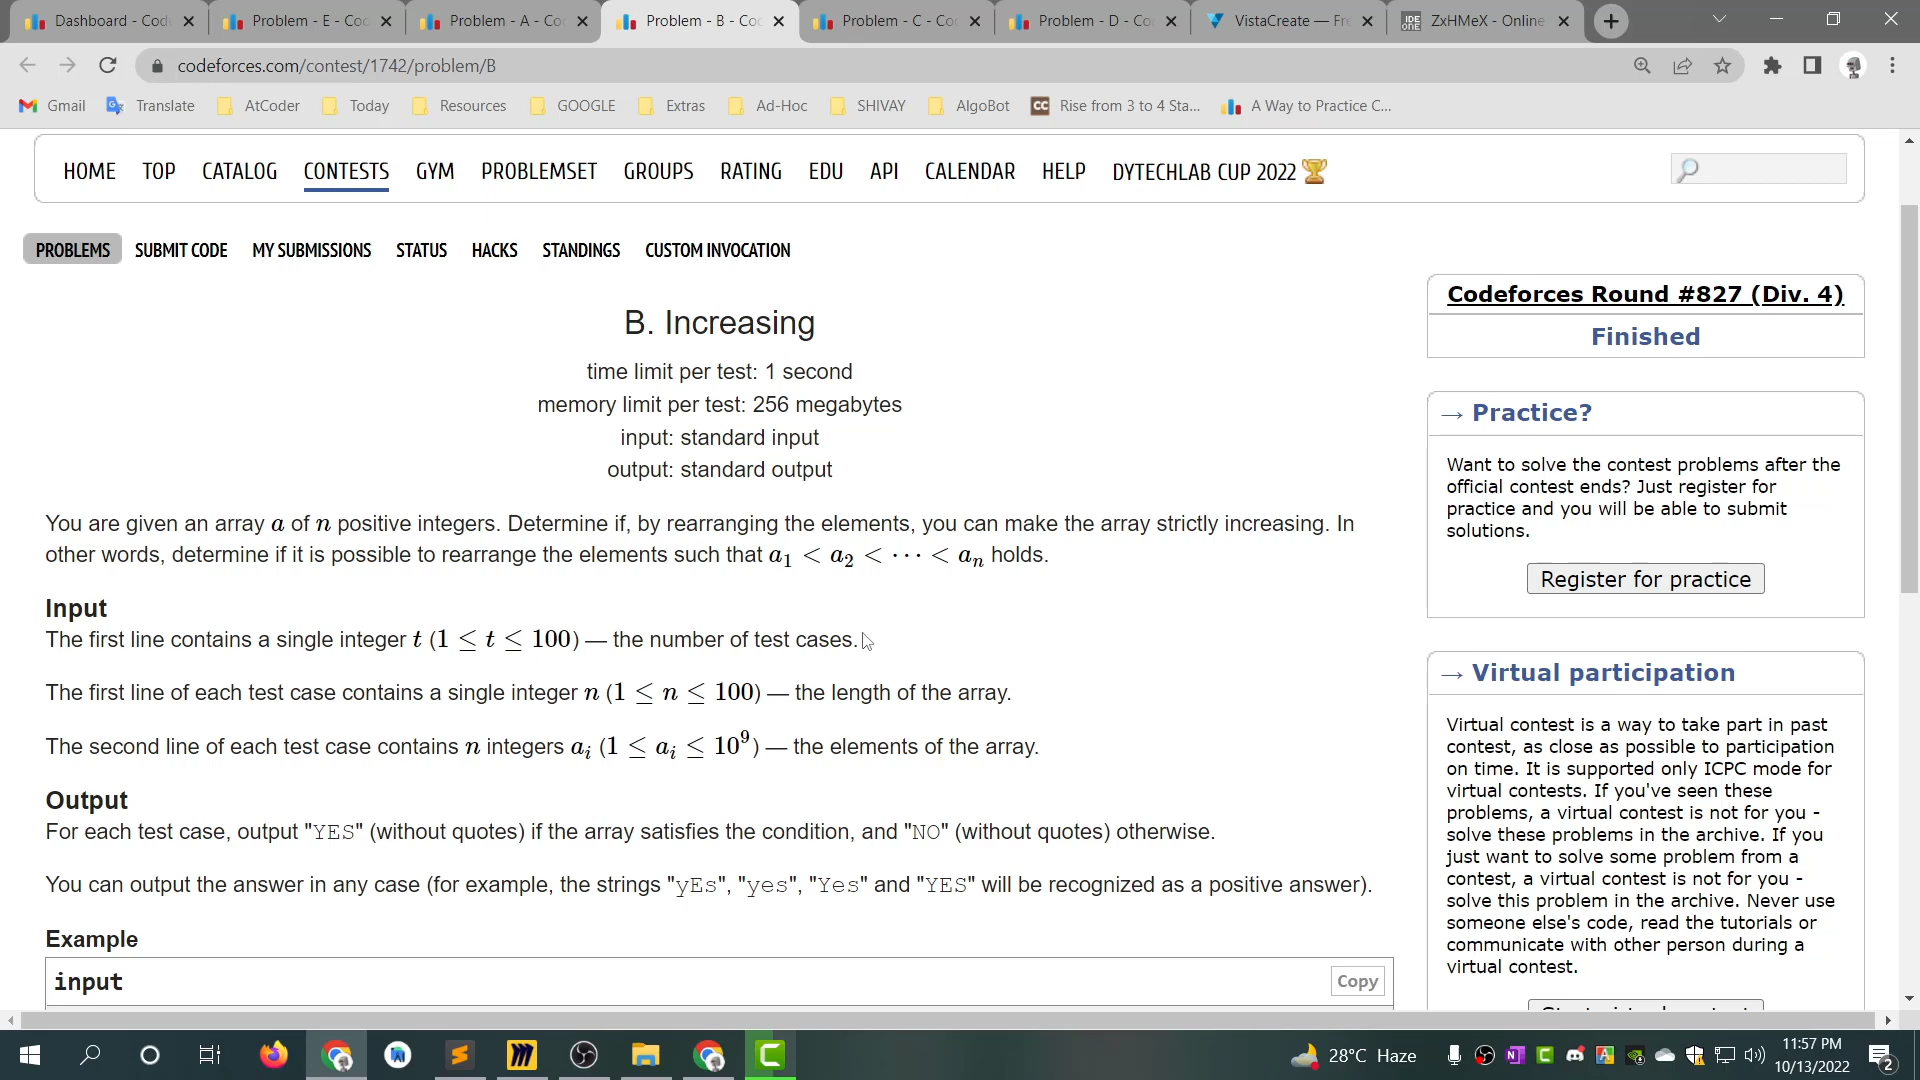 Dashboard - Code
Problem - E - Coc
Problem - A - Co
Problem - B - Co
Problem - C - Co
Problem - D - Co
VistaCreate — Fre
ZxHMeX - Online
codeforces.com/contest/1742/problem/B
Gmail Translate AtCoder Today Resources GOOGLE Extras Ad-Hoc SHIVAY AlgoBot CC Rise from 3 to 4 Sta... A Way to Practice C...
HOME TOP CATALOG CONTESTS GYM PROBLEMSET GROUPS RATING EDU API CALENDAR HELP DYTECHLAB CUP 2022
PROBLEMS SUBMIT CODE MY SUBMISSIONS STATUS HACKS STANDINGS CUSTOM INVOCATION
B. Increasing
time limit per test: 1 second
memory limit per test: 256 megabytes
input: standard input
output: standard output
You are given an array a of n positive integers. Determine if, by rearranging the elements, you can make the array strictly increasing. In
other words, determine if it is possible to rearrange the elements such that a₁ < a₂ < ⋯ < aₙ holds.
Input
The first line contains a single integer t (1 ≤ t ≤ 100) — the number of test cases.
The first line of each test case contains a single integer n (1 ≤ n ≤ 100) — the length of the array.
The second line of each test case contains n integers aᵢ (1 ≤ aᵢ ≤ 10⁹) — the elements of the array.
Output
For each test case, output "YES" (without quotes) if the array satisfies the condition, and "NO" (without quotes) otherwise.
You can output the answer in any case (for example, the strings "yEs", "yes", "Yes" and "YES" will be recognized as a positive answer).
Example
input
Copy
Codeforces Round #827 (Div. 4)
Finished
→ Practice?
Want to solve the contest problems after the
official contest ends? Just register for
practice and you will be able to submit
solutions.
Register for practice
→ Virtual participation
Virtual contest is a way to take part in past
contest, as close as possible to participation
on time. It is supported only ICPC mode for
virtual contests. If you've seen these
problems, a virtual contest is not for you -
solve these problems in the archive. If you
just want to solve some problem from a
contest, a virtual contest is not for you -
solve this problem in the archive. Never use
someone else's code, read the tutorials or
communicate with other person during a
virtual contest.
28°C Haze
11:57 PM
10/13/2022
2